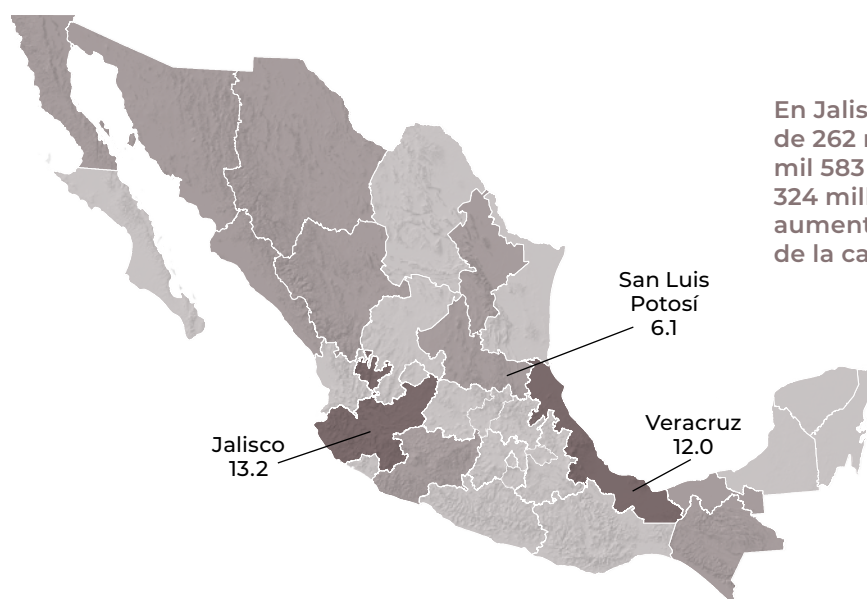 En Jalis
de 262
mil 583
324 mil
aument
de la ca
San Luis
Potosí
6.1
Veracruz
12.0
Jalisco
13.2